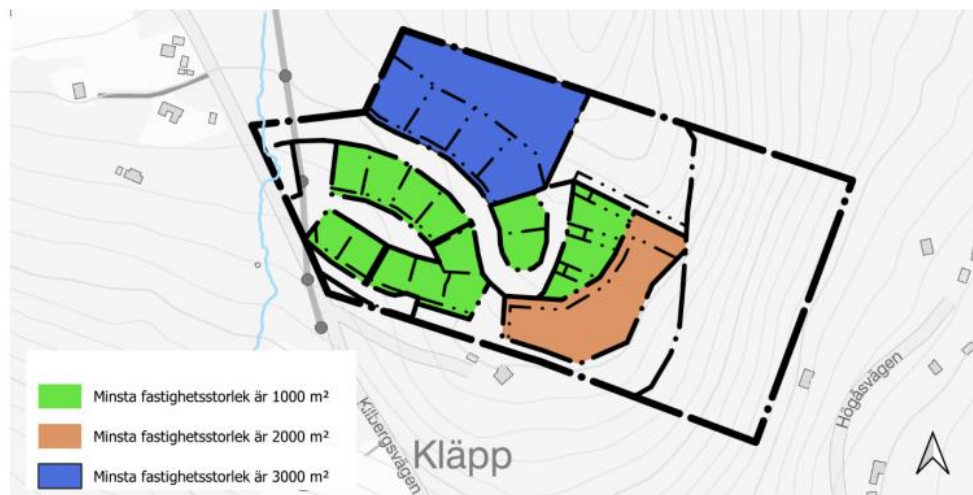 Högåsvägen
Minsta fastighetsstorlek är 1000 m²
Minsta fastighetsstorlek är 2000 m²
Minsta fastighetsstorlek är 3000 m²
Kilbergsvägen
Kläpp